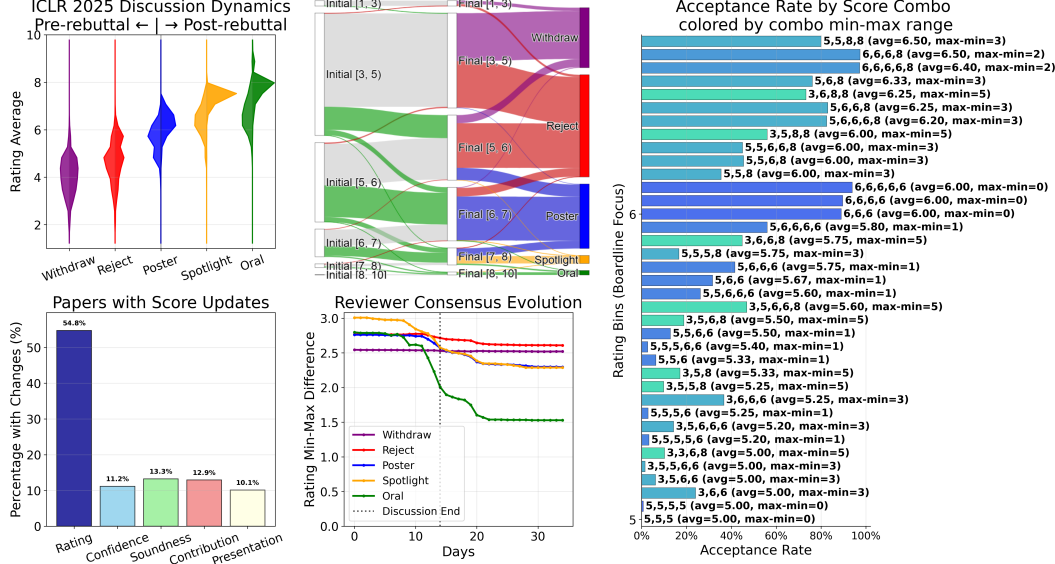 ICLR 2025 Discussion Dynamics
Pre-rebuttal ← | → Post-rebuttal
Rating Average
10
8
6
4
2
Withdraw
Reject
Poster
Spotlight
Oral
Initial [1, 3)
Initial [3, 5)
Initial [5, 6)
Initial [6, 7)
Initial [7, 8)
Initial [8, 10]
Final [1, 3)
Final [3, 5)
Final [5, 6)
Final [6, 7)
Final [7, 8)
Final [8, 10]
Withdraw
Reject
Poster
Spotlight
Oral
Papers with Score Updates
Percentage with Changes (%)
50
40
30
20
10
0
54.8%
11.2%
13.3%
12.9%
10.1%
Rating
Confidence
Soundness
Contribution
Presentation
Reviewer Consensus Evolution
Rating Min-Max Difference
3.0
2.5
2.0
1.5
1.0
0.5
0.0
Withdraw
Reject
Poster
Spotlight
Oral
Discussion End
0
10
20
30
Days
Acceptance Rate by Score Combo
colored by combo min-max range
Rating Bins (Boardline Focus)
6
5
5,5,8,8 (avg=6.50, max-min=3)
6,6,6,8 (avg=6.50, max-min=2)
6,6,6,6,8 (avg=6.40, max-min=2)
5,6,8 (avg=6.33, max-min=3)
3,6,8,8 (avg=6.25, max-min=5)
5,6,6,8 (avg=6.25, max-min=3)
5,6,6,6,8 (avg=6.20, max-min=3)
3,5,8,8 (avg=6.00, max-min=5)
5,5,6,6,8 (avg=6.00, max-min=3)
5,5,6,8 (avg=6.00, max-min=3)
5,5,8 (avg=6.00, max-min=3)
6,6,6,6,6 (avg=6.00, max-min=0)
6,6,6,6 (avg=6.00, max-min=0)
6,6,6 (avg=6.00, max-min=0)
5,6,6,6,6 (avg=5.80, max-min=1)
3,6,6,8 (avg=5.75, max-min=5)
5,5,5,8 (avg=5.75, max-min=3)
5,6,6,6 (avg=5.75, max-min=1)
5,6,6 (avg=5.67, max-min=1)
5,5,6,6,6 (avg=5.60, max-min=1)
3,5,6,6,8 (avg=5.60, max-min=5)
3,5,6,8 (avg=5.50, max-min=5)
5,5,6,6 (avg=5.50, max-min=1)
5,5,5,6,6 (avg=5.40, max-min=1)
5,5,6 (avg=5.33, max-min=1)
3,5,8 (avg=5.33, max-min=5)
3,5,5,8 (avg=5.25, max-min=5)
3,6,6,6 (avg=5.25, max-min=3)
5,5,5,6 (avg=5.25, max-min=1)
3,5,6,6,6 (avg=5.20, max-min=3)
5,5,5,5,6 (avg=5.20, max-min=1)
3,3,6,8 (avg=5.00, max-min=5)
3,5,5,6,6 (avg=5.00, max-min=3)
3,5,6,6 (avg=5.00, max-min=3)
3,6,6 (avg=5.00, max-min=3)
5,5,5,5 (avg=5.00, max-min=0)
5,5,5 (avg=5.00, max-min=0)
0%
20%
40%
60%
80%
100%
Acceptance Rate